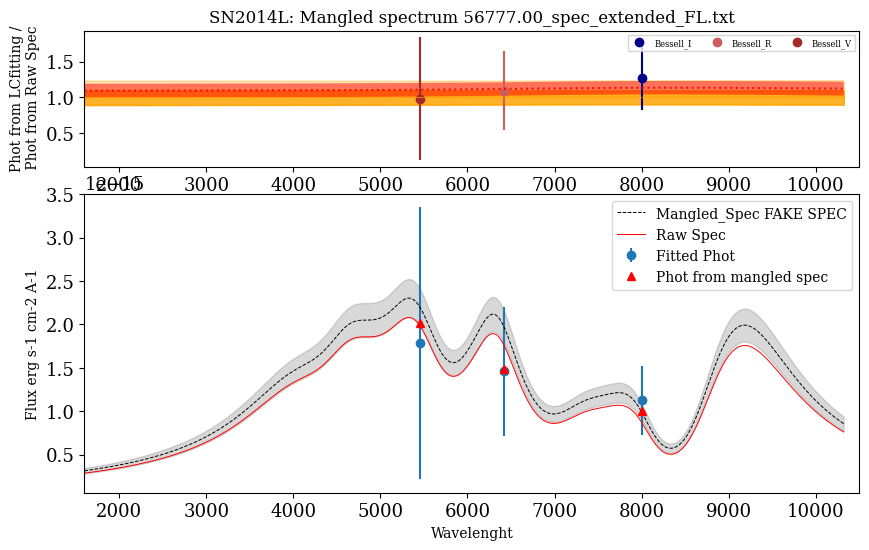 SN2014L: Mangled spectrum 56777.00_spec_extended_FL.txt
Phot from LCfitting /
Phot from Raw Spec
1.5
1.0
0.5
Bessell_I
Bessell_R
Bessell_V
2000 3000 4000 5000 6000 7000 8000 9000 10000
1e−15
Flux erg s-1 cm-2 A-1
3.5
3.0
2.5
2.0
1.5
1.0
0.5
Mangled_Spec FAKE SPEC
Raw Spec
Fitted Phot
Phot from mangled spec
2000 3000 4000 5000 6000 7000 8000 9000 10000
Wavelenght